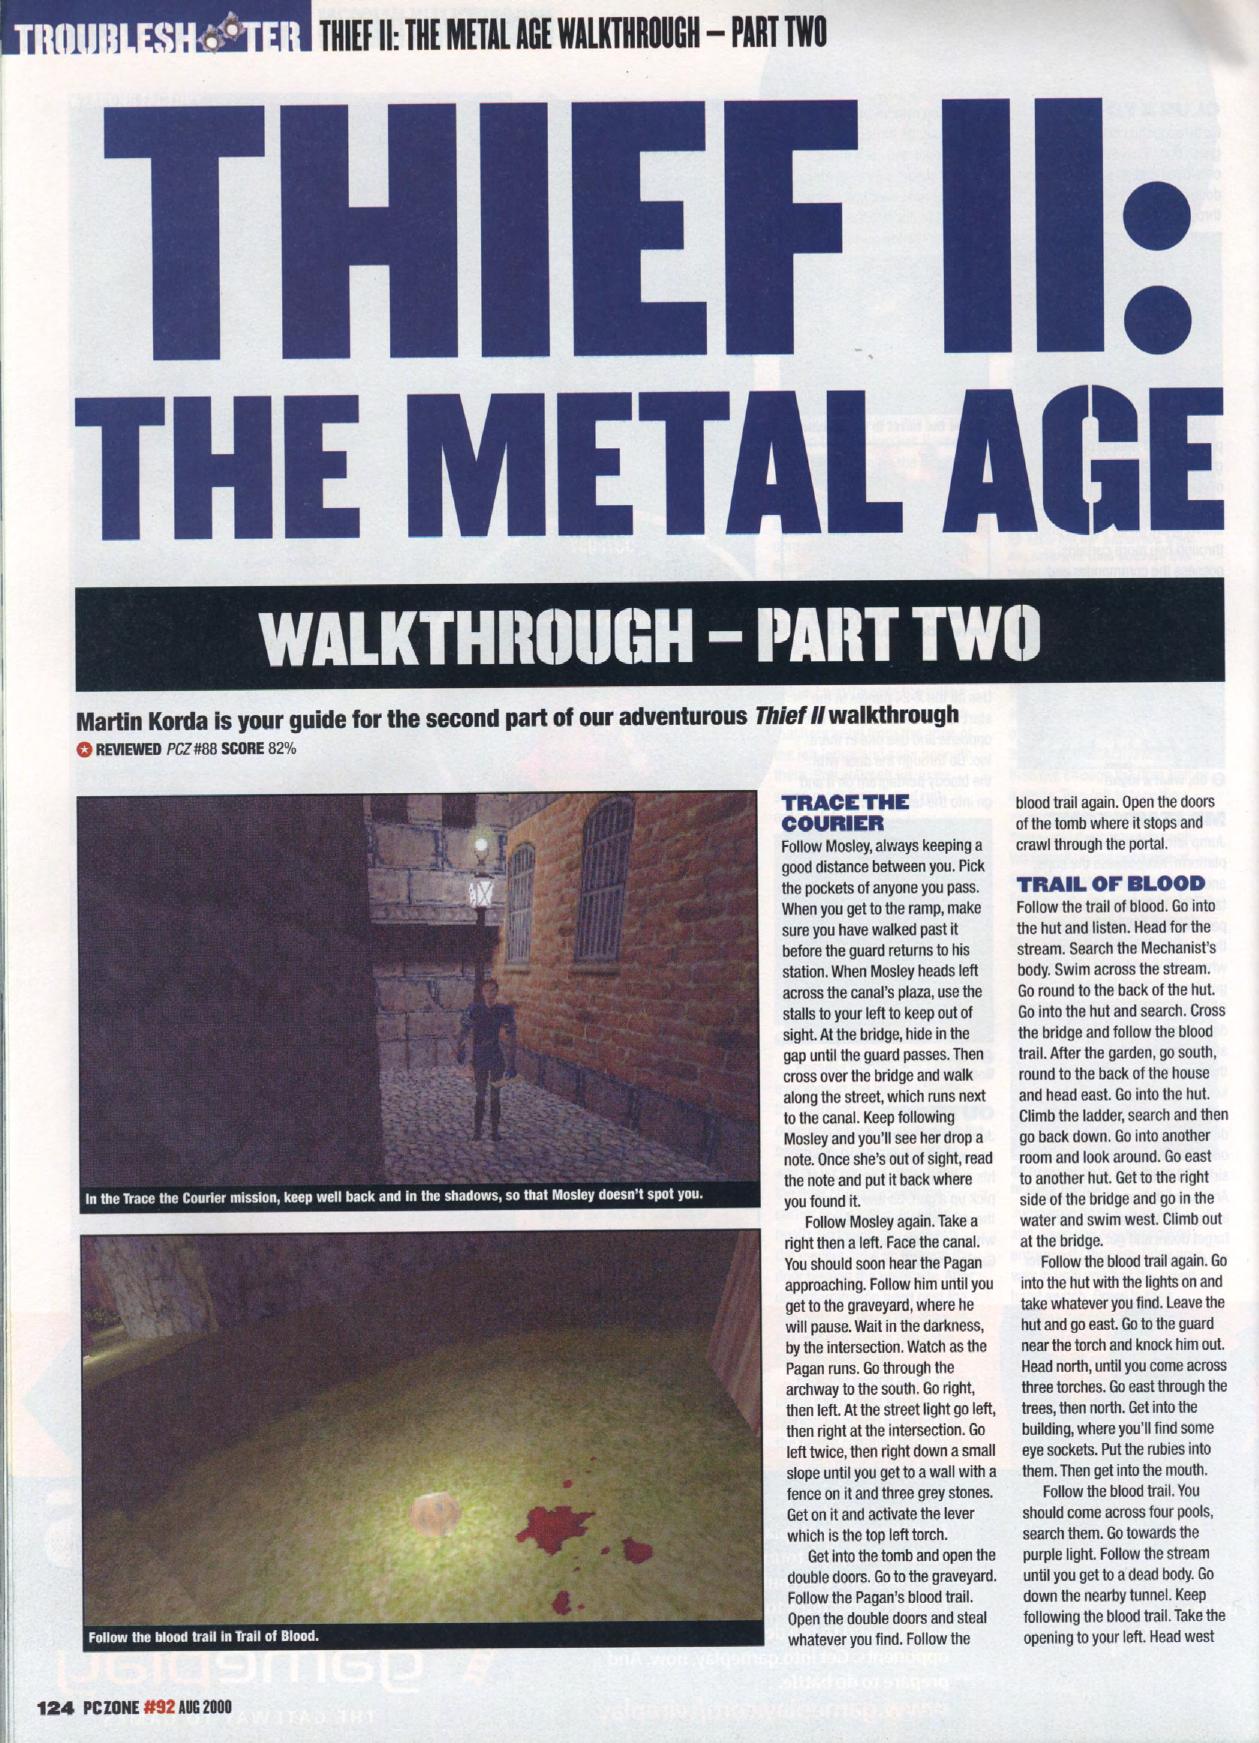 TROUBLESHOOTER THIEF II: THE METAL AGE WALKTHROUGH – PART TWO
THIEF II:
THE METAL AGE
WALKTHROUGH – PART TWO
Martin Korda is your guide for the second part of our adventurous Thief II walkthrough
REVIEWED PCZ #88 SCORE 82%
In the Trace the Courier mission, keep well back and in the shadows, so that Mosley doesn't spot you.
Follow the blood trail in Trail of Blood.
TRACE THE
COURIER
Follow Mosley, always keeping a
good distance between you. Pick
the pockets of anyone you pass.
When you get to the ramp, make
sure you have walked past it
before the guard returns to his
station. When Mosley heads left
across the canal's plaza, use the
stalls to your left to keep out of
sight. At the bridge, hide in the
gap until the guard passes. Then
cross over the bridge and walk
along the street, which runs next
to the canal. Keep following
Mosley and you'll see her drop a
note. Once she's out of sight, read
the note and put it back where
you found it.
Follow Mosley again. Take a
right then a left. Face the canal.
You should soon hear the Pagan
approaching. Follow him until you
get to the graveyard, where he
will pause. Wait in the darkness,
by the intersection. Watch as the
Pagan runs. Go through the
archway to the south. Go right,
then left. At the street light go left,
then right at the intersection. Go
left twice, then right down a small
slope until you get to a wall with a
fence on it and three grey stones.
Get on it and activate the lever
which is the top left torch.
Get into the tomb and open the
double doors. Go to the graveyard.
Follow the Pagan's blood trail.
Open the double doors and steal
whatever you find. Follow the
blood trail again. Open the doors
of the tomb where it stops and
crawl through the portal.
TRAIL OF BLOOD
Follow the trail of blood. Go into
the hut and listen. Head for the
stream. Search the Mechanist's
body. Swim across the stream.
Go round to the back of the hut.
Go into the hut and search. Cross
the bridge and follow the blood
trail. After the garden, go south,
round to the back of the house
and head east. Go into the hut.
Climb the ladder, search and then
go back down. Go into another
room and look around. Go east
to another hut. Get to the right
side of the bridge and go in the
water and swim west. Climb out
at the bridge.
Follow the blood trail again. Go
into the hut with the lights on and
take whatever you find. Leave the
hut and go east. Go to the guard
near the torch and knock him out.
Head north, until you come across
three torches. Go east through the
trees, then north. Get into the
building, where you'll find some
eye sockets. Put the rubies into
them. Then get into the mouth.
Follow the blood trail. You
should come across four pools,
search them. Go towards the
purple light. Follow the stream
until you get to a dead body. Go
down the nearby tunnel. Keep
following the blood trail. Take the
opening to your left. Head west
124 PCZONE #92 AUG 2000